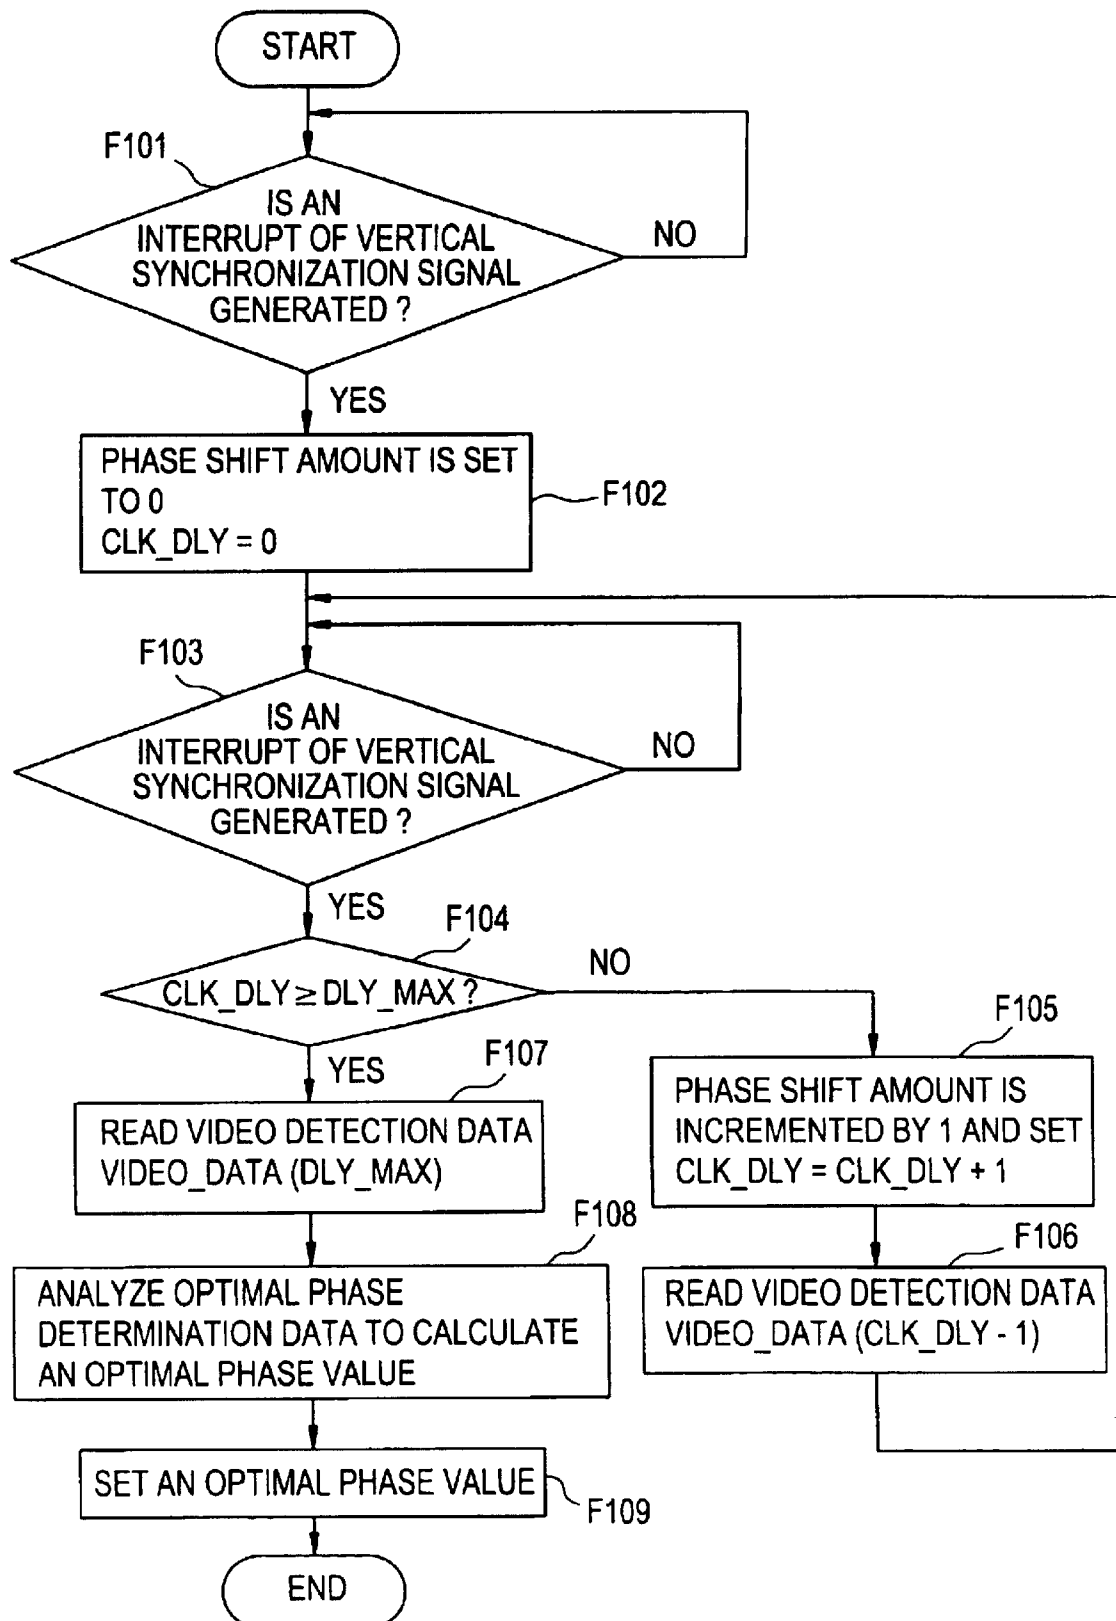 START
F101
IS AN
INTERRUPT OF VERTICAL
SYNCHRONIZATION SIGNAL
GENERATED ?
NO
YES
PHASE SHIFT AMOUNT IS SET
TO 0
CLK_DLY = 0
F102
F103
IS AN
INTERRUPT OF VERTICAL
SYNCHRONIZATION SIGNAL
GENERATED ?
NO
YES
F104
CLK_DLY ≥ DLY_MAX ?
NO
YES
F105
PHASE SHIFT AMOUNT IS
INCREMENTED BY 1 AND SET
CLK_DLY = CLK_DLY + 1
F107
READ VIDEO DETECTION DATA
VIDEO_DATA (DLY_MAX)
F106
READ VIDEO DETECTION DATA
VIDEO_DATA (CLK_DLY - 1)
F108
ANALYZE OPTIMAL PHASE
DETERMINATION DATA TO CALCULATE
AN OPTIMAL PHASE VALUE
SET AN OPTIMAL PHASE VALUE
F109
END